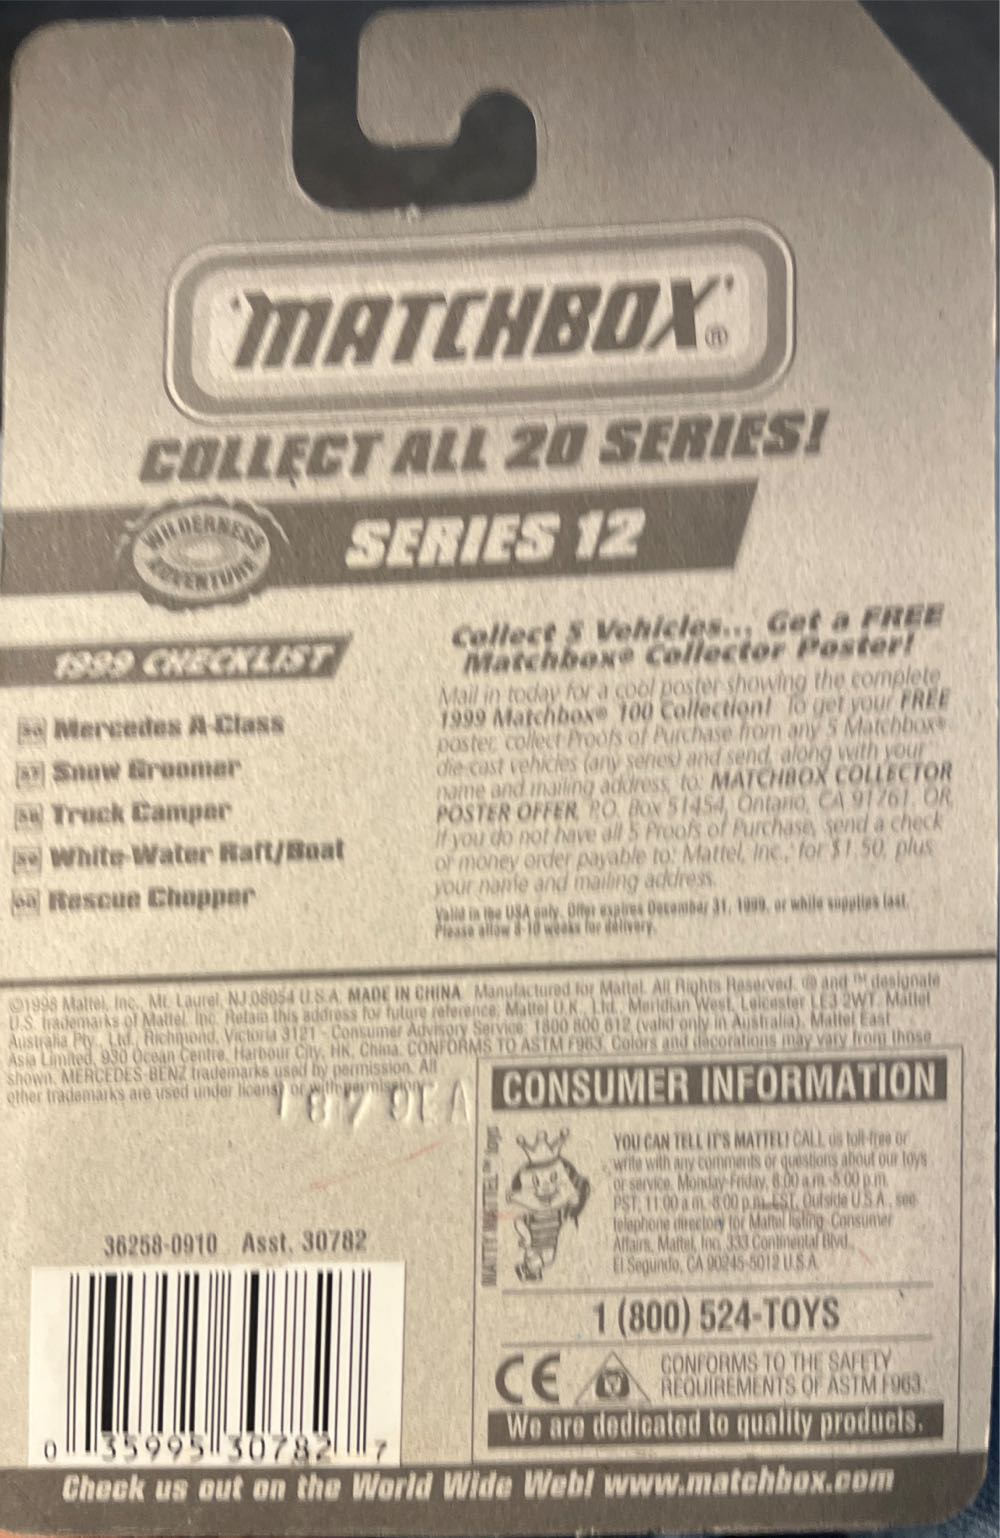 MATCHBOX®
COLLECT ALL 20 SERIES!
WILDERNESS
ADVENTURE
SERIES 12
1999 CHECKLIST
56 Mercedes A-Class
57 Snow Groomer
58 Truck Camper
59 White-Water Raft/Boat
60 Rescue Chopper
Collect 5 Vehicles... Get a FREE
Matchbox® Collector Poster!
Mail in today for a cool poster showing the complete
1999 Matchbox® 100 Collection! To get your FREE
poster, collect Proofs of Purchase from any 5 Matchbox®
die-cast vehicles (any series) and send, along with your
name and mailing address, to: MATCHBOX COLLECTOR
POSTER OFFER, P.O. Box 51454, Ontario, CA 91761. OR,
If you do not have all 5 Proofs of Purchase, send a check
or money order payable to: Mattel, Inc., for $1.50, plus
your name and mailing address.
Valid in the USA only. Offer expires December 31, 1999, or while supplies last.
Please allow 8-10 weeks for delivery.
©1998 Mattel, Inc., Mt. Laurel, NJ 08054 U.S.A. MADE IN CHINA. Manufactured for Mattel. All Rights Reserved. ® and ™ designate
U.S. trademarks of Mattel, Inc. Retain this address for future reference; Mattel U.K., Ltd., Meridian West, Leicester LE3 2WT. Mattel
Australia Pty., Ltd., Richmond, Victoria 3121 - Consumer Advisory Service: 1800 800 812 (valid only in Australia). Mattel East
Asia Limited, 930 Ocean Centre, Harbour City, HK, China. CONFORMS TO ASTM F963. Colors and decorations may vary from those
shown. MERCEDES-BENZ trademarks used by permission. All
other trademarks are used under license or with permission.
CONSUMER INFORMATION
MATTY MATTEL™ toys
YOU CAN TELL IT'S MATTEL! CALL us toll-free or
write with any comments or questions about our toys
or service. Monday-Friday, 8:00 a.m.-5:00 p.m.
PST; 11:00 a.m.-8:00 p.m. EST. Outside U.S.A., see
telephone directory for Mattel listing. Consumer
Affairs, Mattel, Inc. 333 Continental Blvd.,
El Segundo, CA 90245-5012 U.S.A.
1 (800) 524-TOYS
CE
CONFORMS TO THE SAFETY
REQUIREMENTS OF ASTM F963.
We are dedicated to quality products.
36258-0910 Asst. 30782
0 35995 30782 7
Check us out on the World Wide Web! www.matchbox.com